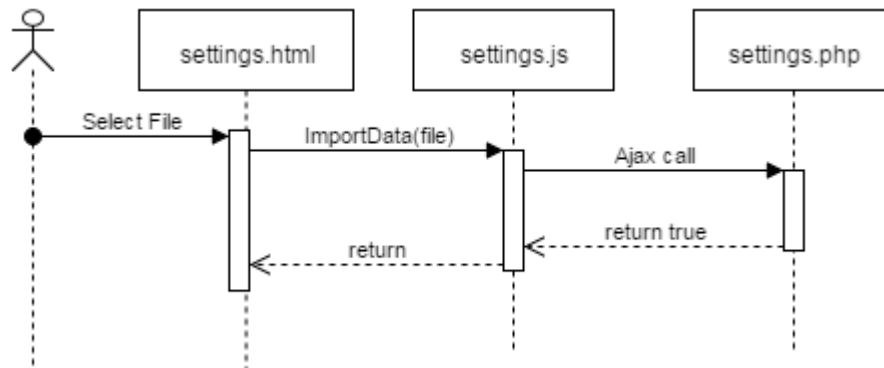 settings.html
settings.js
settings.php
Select File
ImportData(file)
Ajax call
return true
return